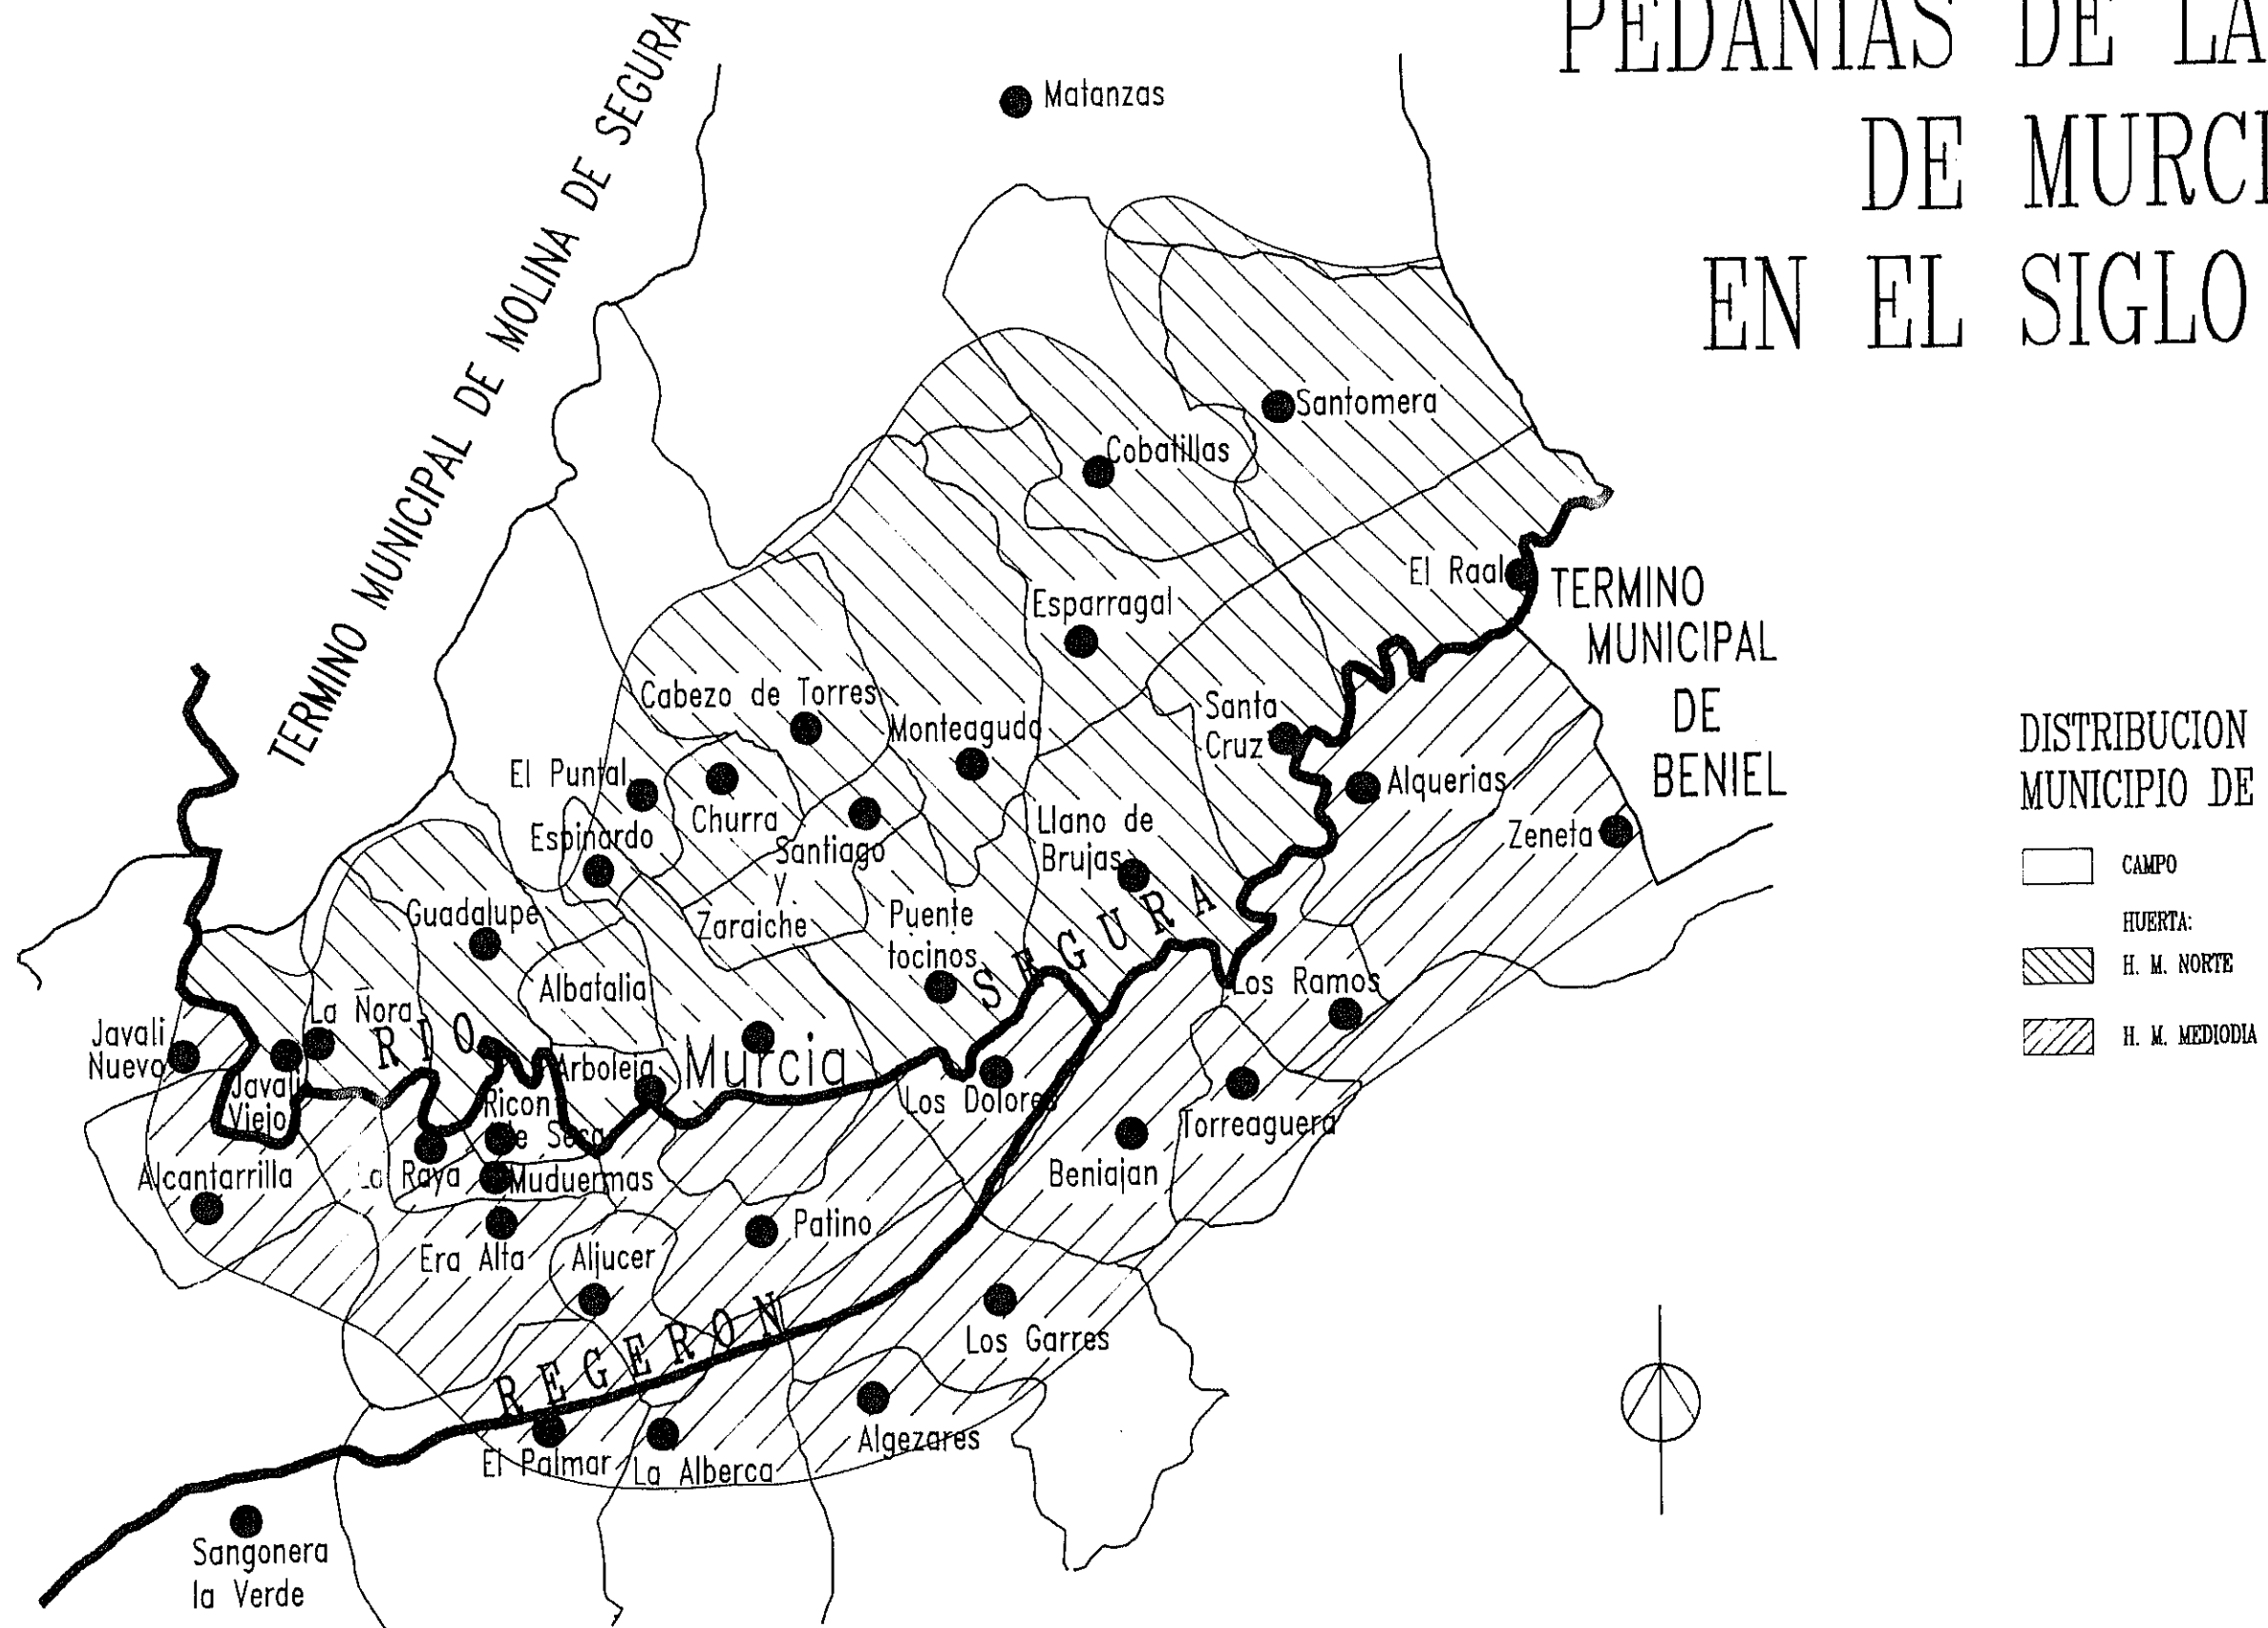 PEDANIAS DE LA
DE MURCI
EN EL SIGLO
TERMINO MUNICIPAL DE MOLINA DE SEGURA
Matanzas
Santomera
Cobatillas
El Raal
TERMINO
MUNICIPAL
DE
BENIEL
Esparragal
Cabezo de Torres
Monteagudo
Santa
Cruz
El Puntal
Churra
Alquerias
Espinardo
Santiago
y
Zaraiche
Llano de
Brujas
Zeneta
Guadalupe
Puente
tocinos
Albatalia
RIO SEGURA
Los Ramos
La Ñora
Javali
Nuevo
Javali
Viejo
Arboleja
Murcia
Ricon
de Seca
Los Dolores
Torreaguera
Beniajan
Alcantarrilla
La Raya
Muduermas
Era Alta
Aljucer
Patino
REGERON
Los Garres
El Palmar
La Alberca
Algezares
Sangonera
la Verde
DISTRIBUCION
MUNICIPIO DE
CAMPO
HUERTA:
H. M. NORTE
H. M. MEDIODIA